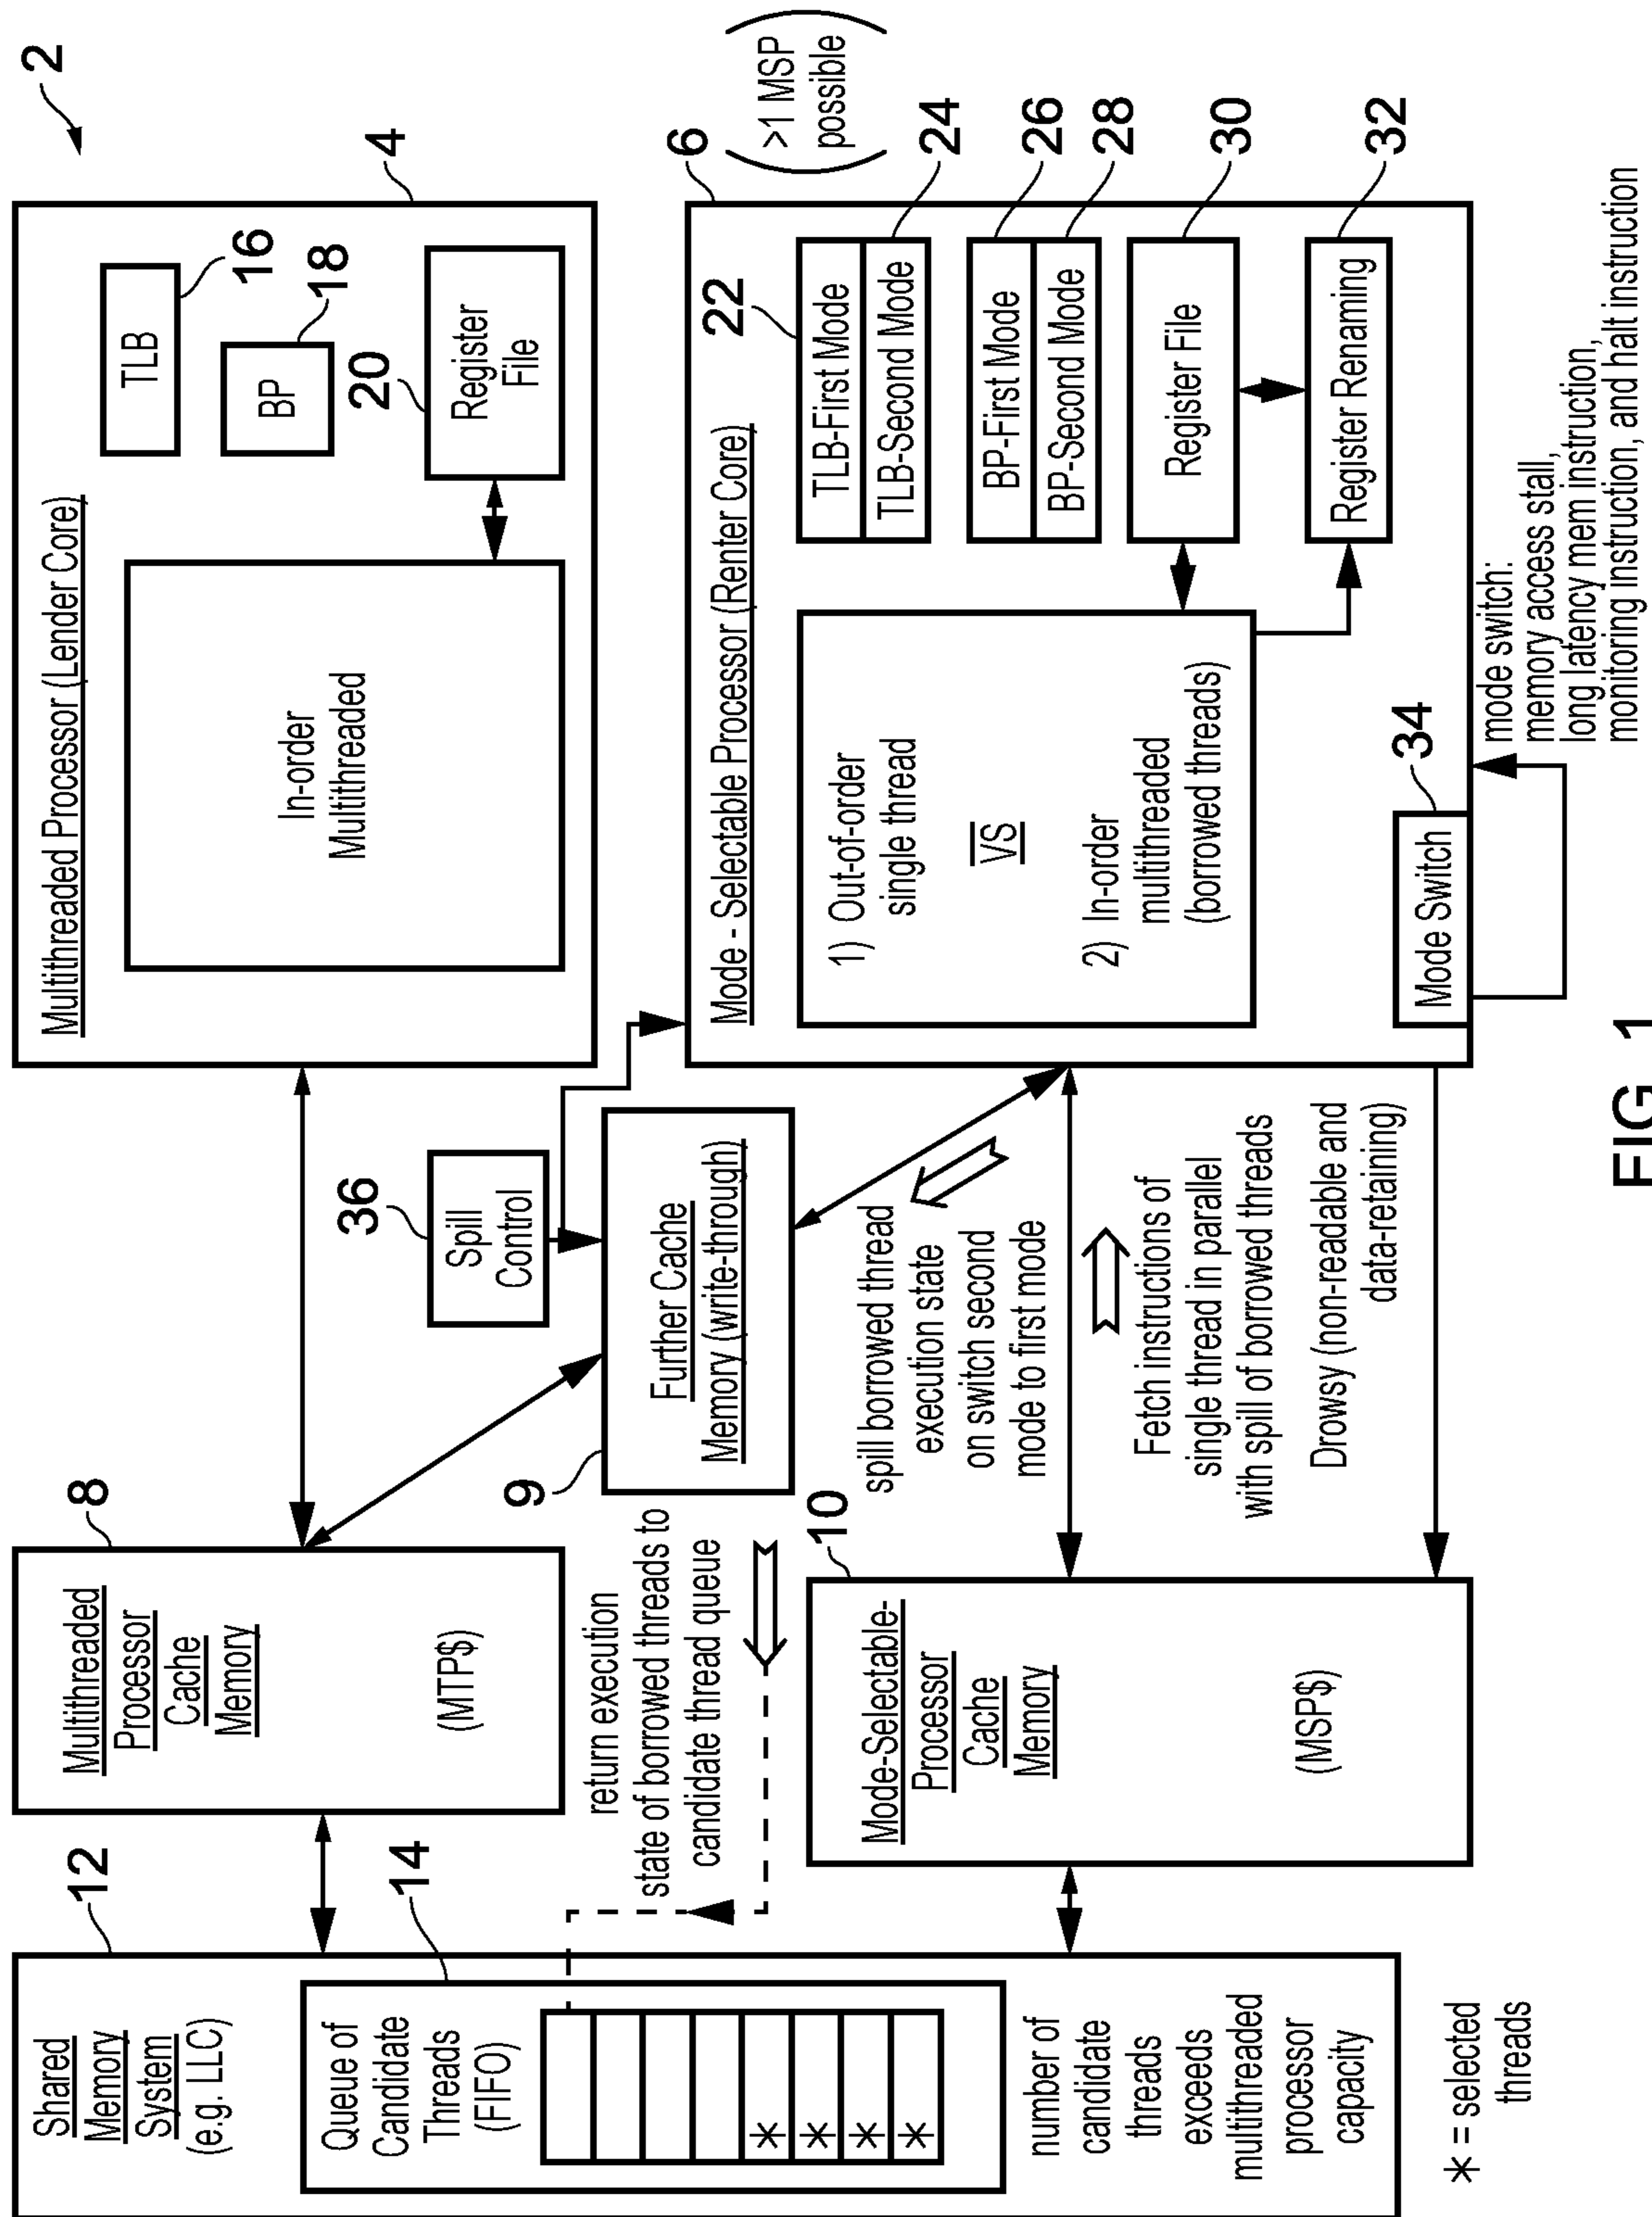 2
Multithreaded Processor (Lender Core)
4
TLB
16
BP
18
20
Register
File
In-order
Multithreaded
Mode - Selectable Processor (Renter Core)
6
>1 MSP
possible
22
TLB-First Mode
TLB-Second Mode
24
BP-First Mode
26
BP-Second Mode
28
Register File
30
Register Renaming
32
1) Out-of-order
single thread
VS
2) In-order
multithreaded
(borrowed threads)
Mode Switch
34
mode switch:
memory access stall,
long latency mem instruction,
monitoring instruction, and halt instruction
36
Spill
Control
9
Further Cache
Memory (write-through)
spill borrowed thread
execution state
on switch second
mode to first mode
Fetch instructions of
single thread in parallel
with spill of borrowed threads
Drowsy (non-readable and
data-retaining)
8
Multithreaded
Processor
Cache
Memory
(MTP$)
return execution
state of borrowed threads to
candidate thread queue
10
Mode-Selectable-
Processor
Cache
Memory
(MSP$)
12
Shared
Memory
System
(e.g. LLC)
14
Queue of
Candidate
Threads
(FIFO)
*
*
*
*
number of
candidate
threads
exceeds
multithreaded
processor
capacity
* = selected
threads
FIG. 1